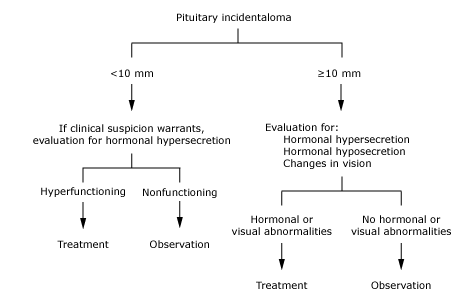 Pituitary incidentaloma
<10 mm
≥10 mm
If clinical suspicion warrants,
evaluation for hormonal hypersecretion
Evaluation for:
Hormonal hypersecretion
Hormonal hyposecretion
Changes in vision
Hyperfunctioning
Nonfunctioning
Treatment
Observation
Hormonal or
visual abnormalities
No hormonal or
visual abnormalities
Treatment
Observation